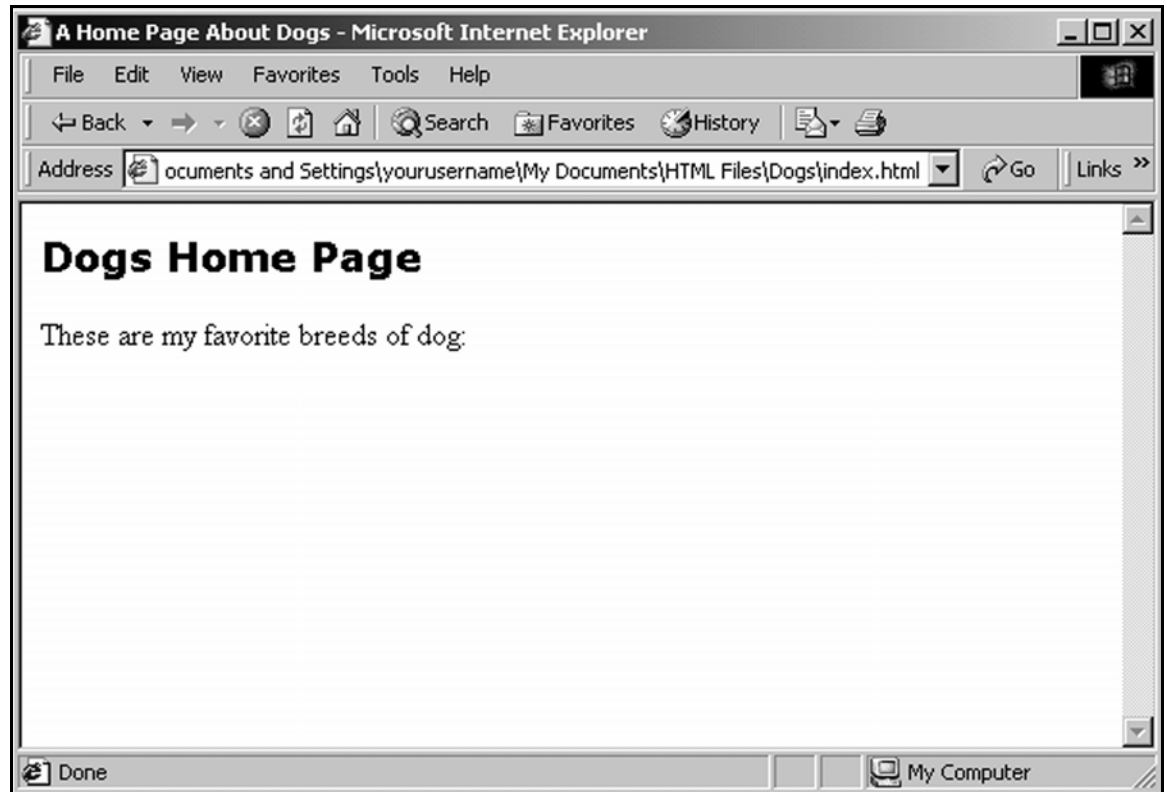 A Home Page About Dogs - Microsoft Internet Explorer
File Edit View Favorites Tools Help
Back Search Favorites History
Address ocuments and Settings\yourusername\My Documents\HTML Files\Dogs\index.html Go Links »
Dogs Home Page
These are my favorite breeds of dog:
Done My Computer